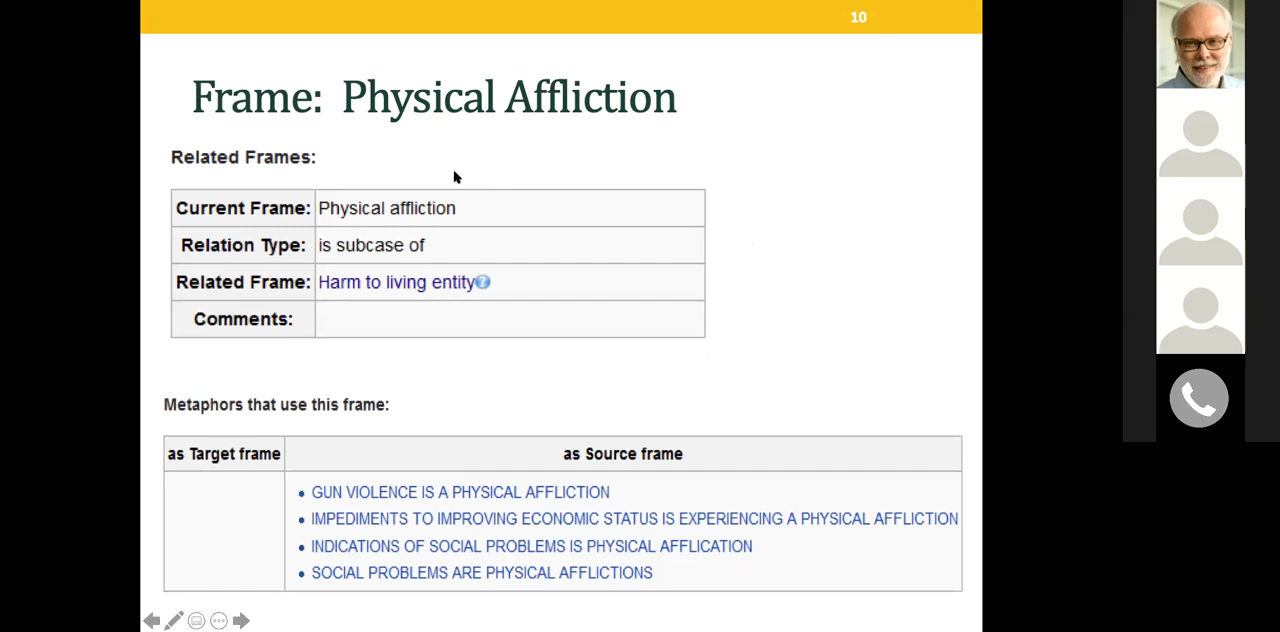 10
Frame: Physical Affliction
Related Frames:
Current Frame: Physical affliction
Relation Type: is subcase of
Related Frame: Harm to living entity?
Comments:
Metaphors that use this frame:
as Target frame as Source frame
• GUN VIOLENCE IS A PHYSICAL AFFLICTION
• IMPEDIMENTS TO IMPROVING ECONOMIC STATUS IS EXPERIENCING A PHYSICAL AFFLICTION
• INDICATIONS OF SOCIAL PROBLEMS IS PHYSICAL AFFLICATION
• SOCIAL PROBLEMS ARE PHYSICAL AFFLICTIONS